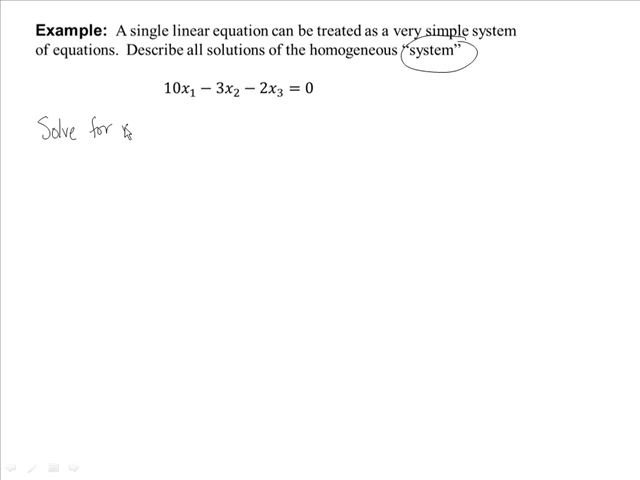 Example: A single linear equation can be treated as a very simple system
of equations. Describe all solutions of the homogeneous “system”
10x₁ − 3x₂ − 2x₃ = 0
Solve for x